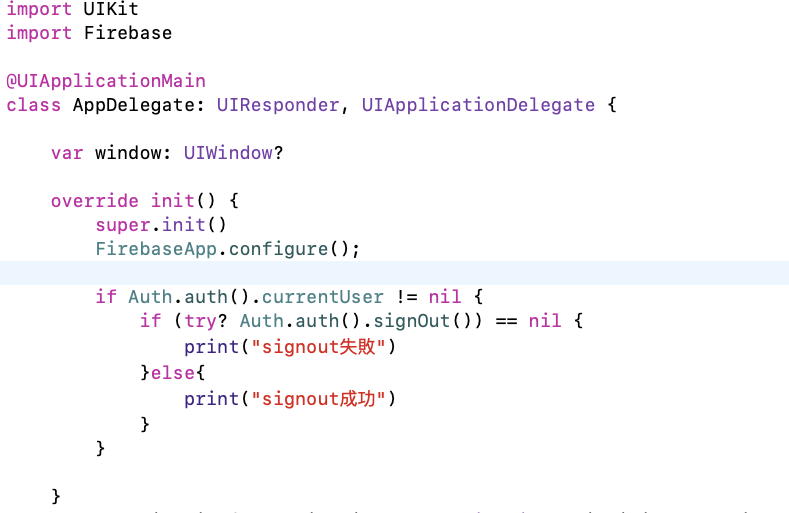 import UIKit
import Firebase
@UIApplicationMain
class AppDelegate: UIResponder, UIApplicationDelegate {
var window: UIWindow?
override init() {
super.init()
FirebaseApp.configure();
if Auth.auth().currentUser != nil {
if (try? Auth.auth().signOut()) == nil {
print("signout失敗")
}else{
print("signout成功")
}
}
}